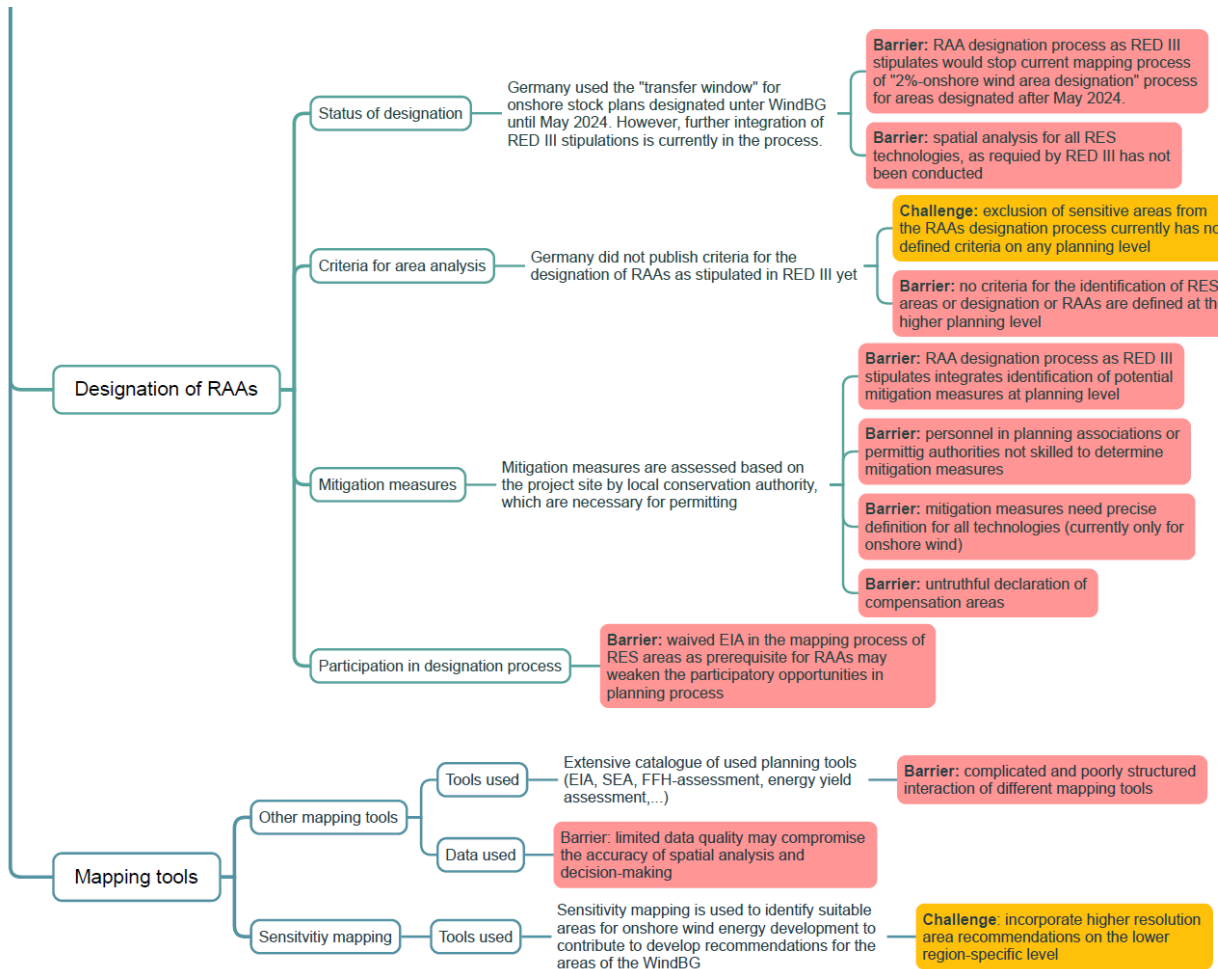 Designation of RAAs
Status of designation
Germany used the "transfer window" for
onshore stock plans designated unter WindBG
until May 2024. However, further integration of
RED III stipulations is currently in the process.
Barrier: RAA designation process as RED III
stipulates would stop current mapping process
of "2%-onshore wind area designation" process
for areas designated after May 2024.
Barrier: spatial analysis for all RES
technologies, as requied by RED III has not
been conducted
Criteria for area analysis
Germany did not publish criteria for the
designation of RAAs as stipulated in RED III yet
Challenge: exclusion of sensitive areas from
the RAAs designation process currently has no
defined criteria on any planning level
Barrier: no criteria for the identification of RES
areas or designation or RAAs are defined at th
higher planning level
Mitigation measures
Mitigation measures are assessed based on
the project site by local conservation authority,
which are necessary for permitting
Barrier: RAA designation process as RED III
stipulates integrates identification of potential
mitigation measures at planning level
Barrier: personnel in planning associations or
permittig authorities not skilled to determine
mitigation measures
Barrier: mitigation measures need precise
definition for all technologies (currently only for
onshore wind)
Barrier: untruthful declaration of
compensation areas
Participation in designation process
Barrier: waived EIA in the mapping process of
RES areas as prerequisite for RAAs may
weaken the participatory opportunities in
planning process
Mapping tools
Other mapping tools
Tools used
Extensive catalogue of used planning tools
(EIA, SEA, FFH-assessment, energy yield
assessment,...)
Barrier: complicated and poorly structured
interaction of different mapping tools
Data used
Barrier: limited data quality may compromise
the accuracy of spatial analysis and
decision-making
Sensitivtiy mapping
Tools used
Sensitivity mapping is used to identify suitable
areas for onshore wind energy development to
contribute to develop recommendations for the
areas of the WindBG
Challenge: incorporate higher resolution
area recommendations on the lower
region-specific level